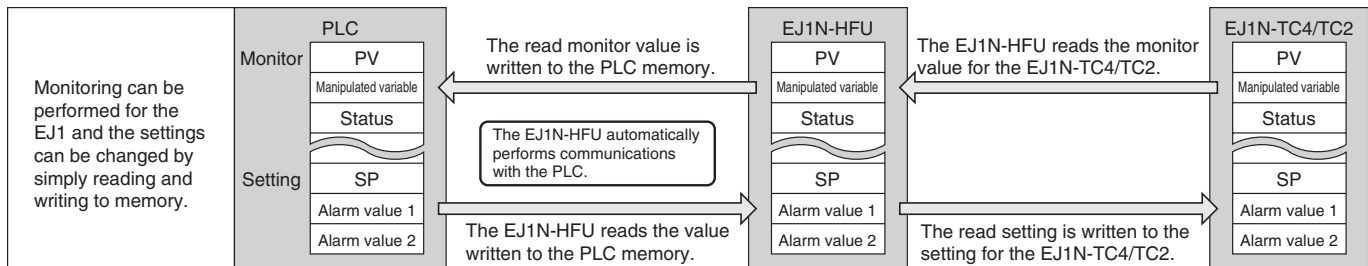 Monitoring can be
performed for the
EJ1 and the settings
can be changed by
simply reading and
writing to memory.
PLC
Monitor
PV
Manipulated variable
Status
Setting
SP
Alarm value 1
Alarm value 2
The read monitor value is
written to the PLC memory.
The EJ1N-HFU automatically
performs communications
with the PLC.
The EJ1N-HFU reads the value
written to the PLC memory.
EJ1N-HFU
PV
Manipulated variable
Status
SP
Alarm value 1
Alarm value 2
The EJ1N-HFU reads the monitor
value for the EJ1N-TC4/TC2.
The read setting is written to the
setting for the EJ1N-TC4/TC2.
EJ1N-TC4/TC2
PV
Manipulated variable
Status
SP
Alarm value 1
Alarm value 2